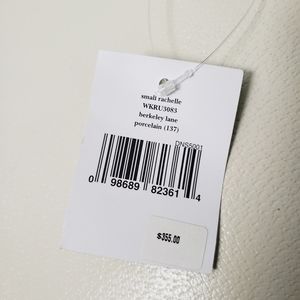 small rachelle
WKRU3083
berkeley lane
porcelain (137)
DNS5001
0 98689 82361 4
$355.00